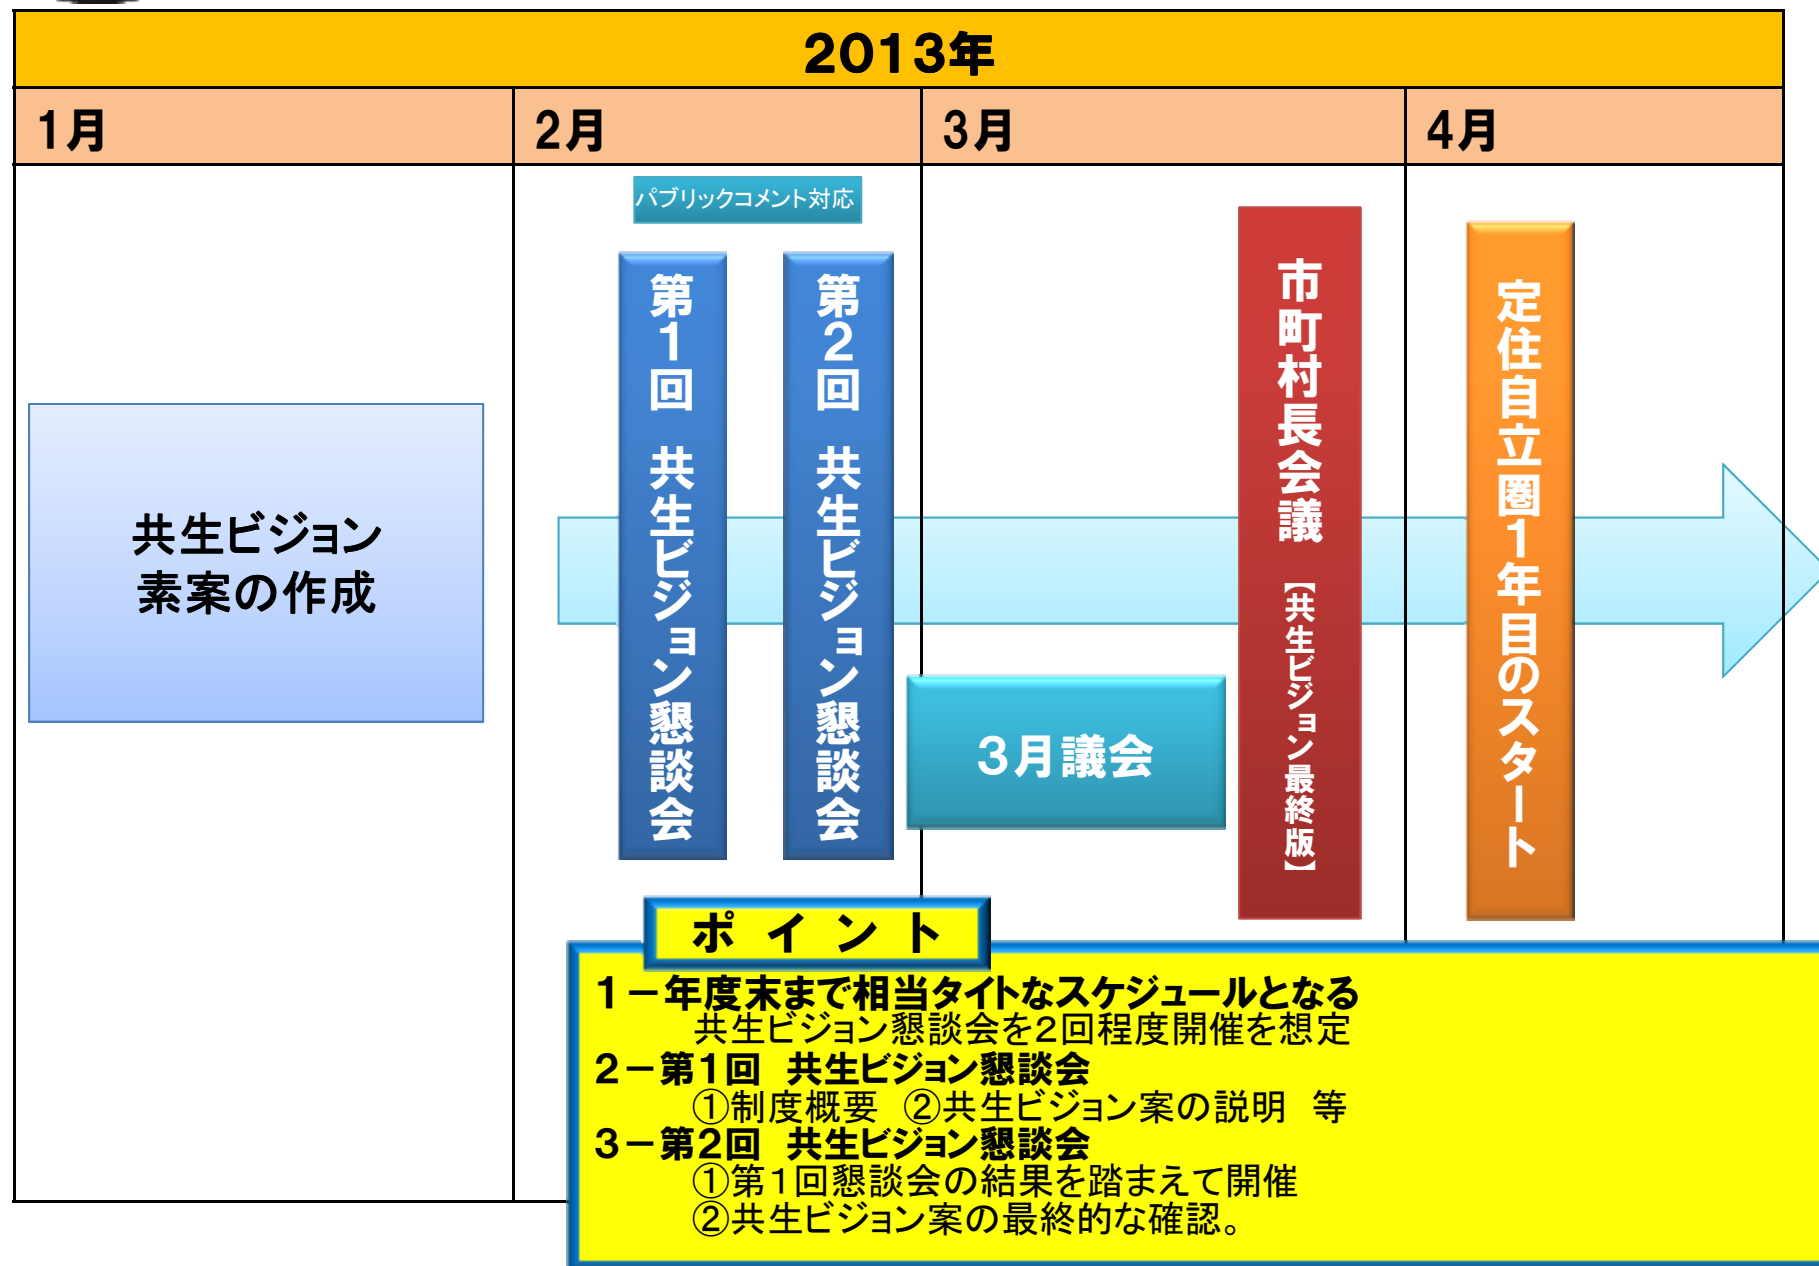 2013年
1月
2月
3月
4月
共生ビジョン
素案の作成
パブリックコメント対応
第1回 共生ビジョン懇談会
第2回 共生ビジョン懇談会
3月議会
市町村長会議 【共生ビジョン最終版】
定住自立圏1年目のスタート
ポイント
1－年度末まで相当タイトなスケジュールとなる
共生ビジョン懇談会を2回程度開催を想定
2－第1回 共生ビジョン懇談会
①制度概要 ②共生ビジョン案の説明 等
3－第2回 共生ビジョン懇談会
①第1回懇談会の結果を踏まえて開催
②共生ビジョン案の最終的な確認。